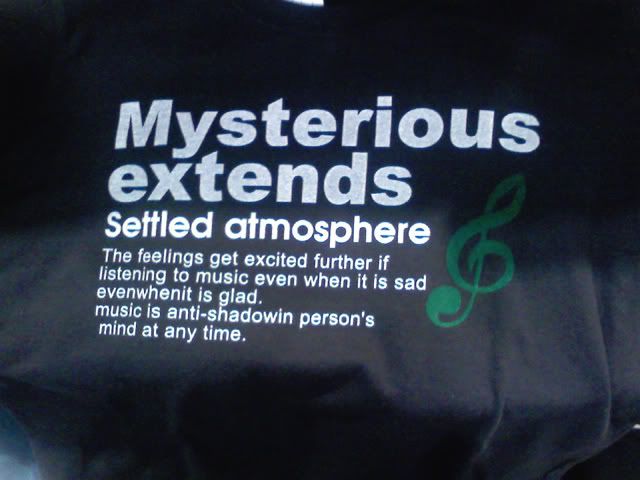 Mysterious
extends
Settled atmosphere
The feelings get excited further if
listening to music even when it is sad
evenwhenit is glad.
music is anti-shadowin person's
mind at any time.